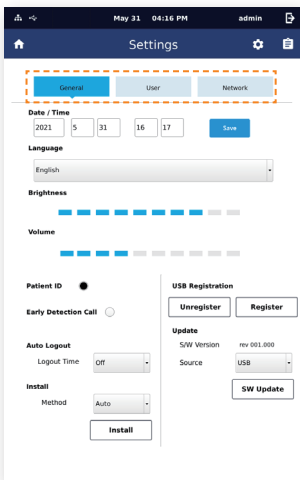 May 31 04:16 PM admin
Settings
General User Network
Date / Time
2021 5 31 16 17 Save
Language
English
Brightness
Volume
Patient ID
Early Detection Call
Auto Logout
Logout Time Off
Install
Method Auto
Install
USB Registration
Unregister Register
Update
S/W Version rev 001.000
Source USB
SW Update